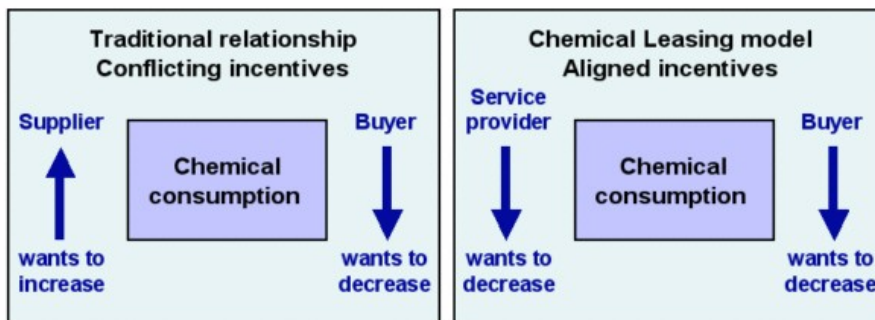 Traditional relationship
Conflicting incentives
Supplier
Buyer
Chemical
consumption
wants to
increase
wants to
decrease
Chemical Leasing model
Aligned incentives
Service
provider
Buyer
Chemical
consumption
wants to
decrease
wants to
decrease